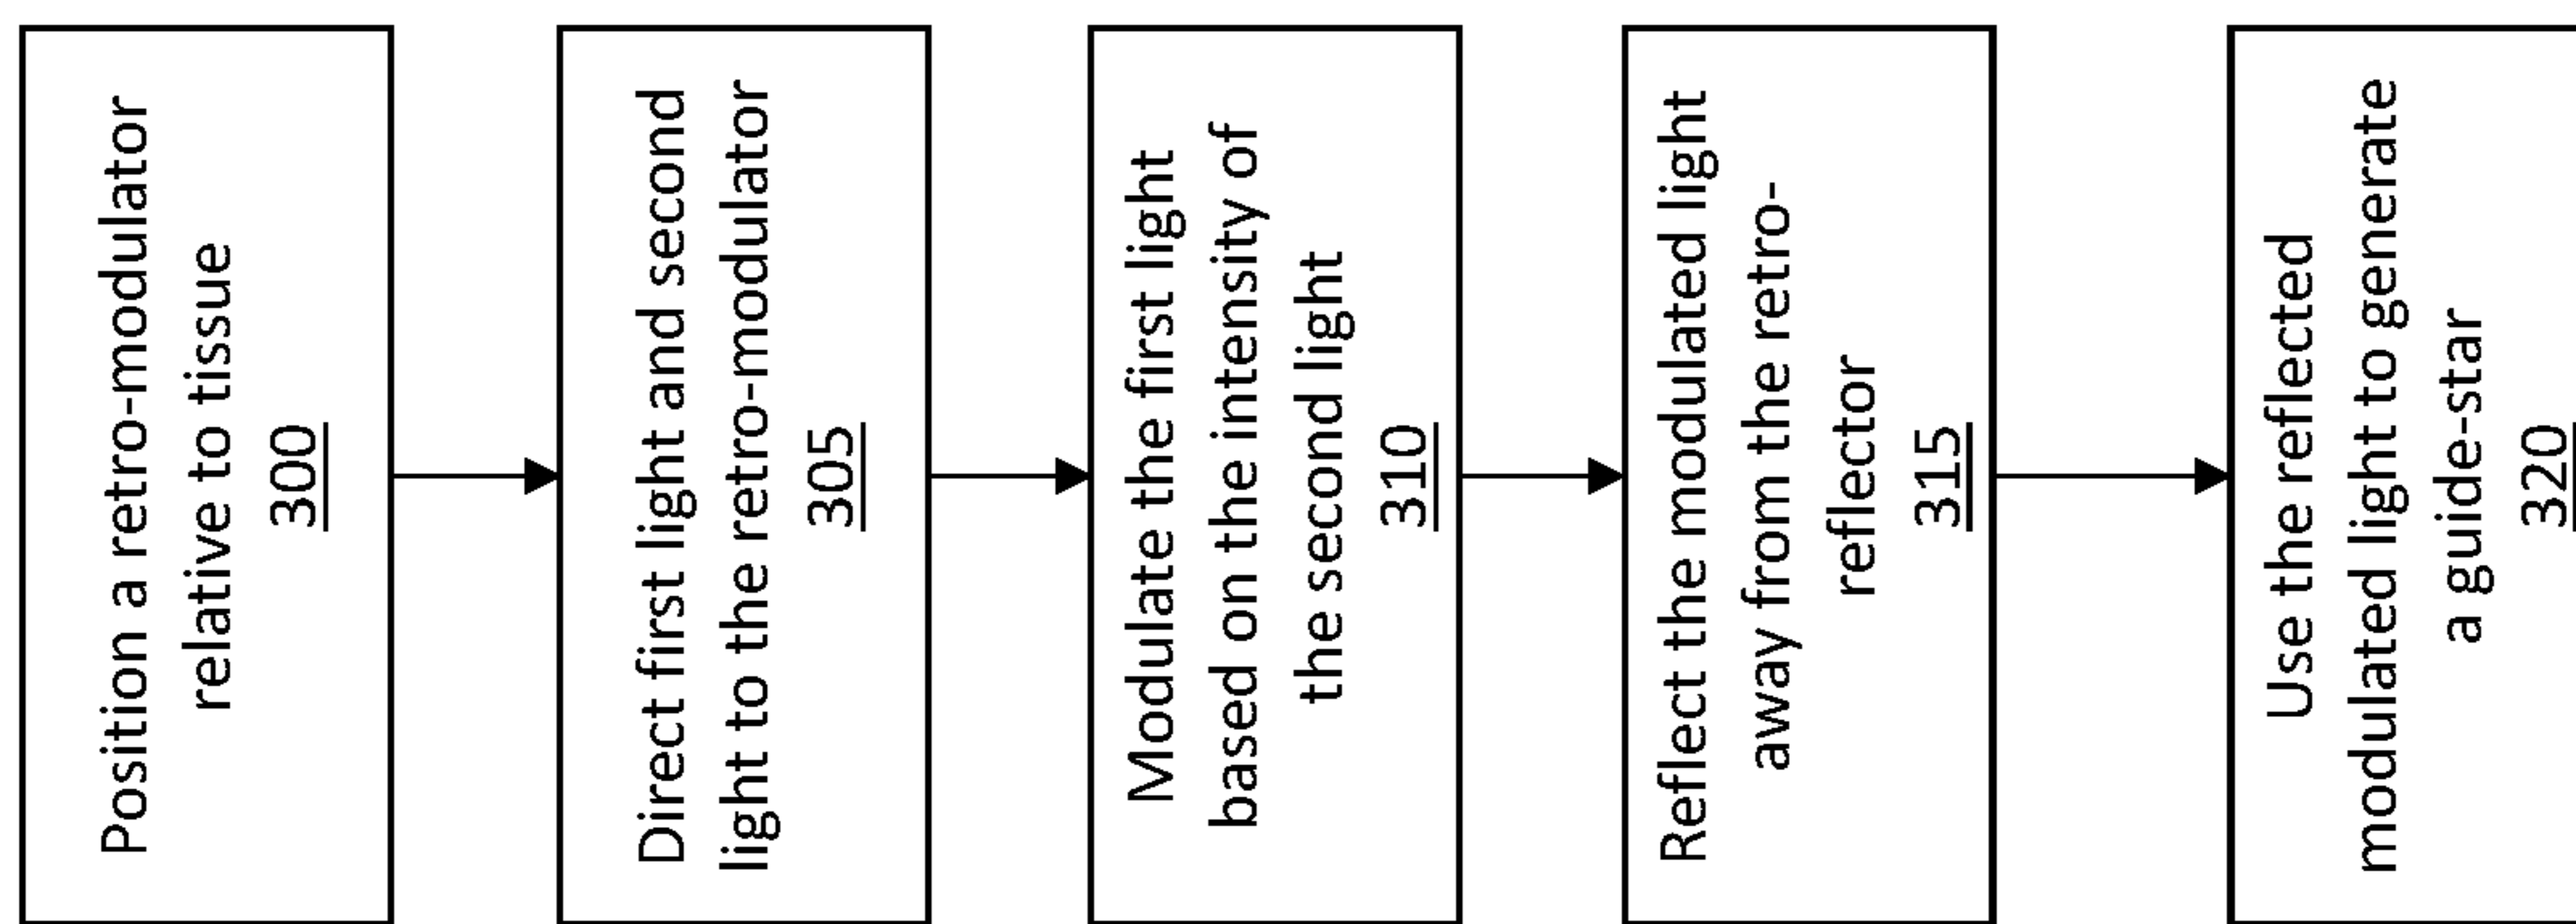 Position a retro-modulator
relative to tissue
300
Direct first light and second
light to the retro-modulator
305
Modulate the first light
based on the intensity of
the second light
310
Reflect the modulated light
away from the retro-
reflector
315
Use the reflected
modulated light to generate
a guide-star
320